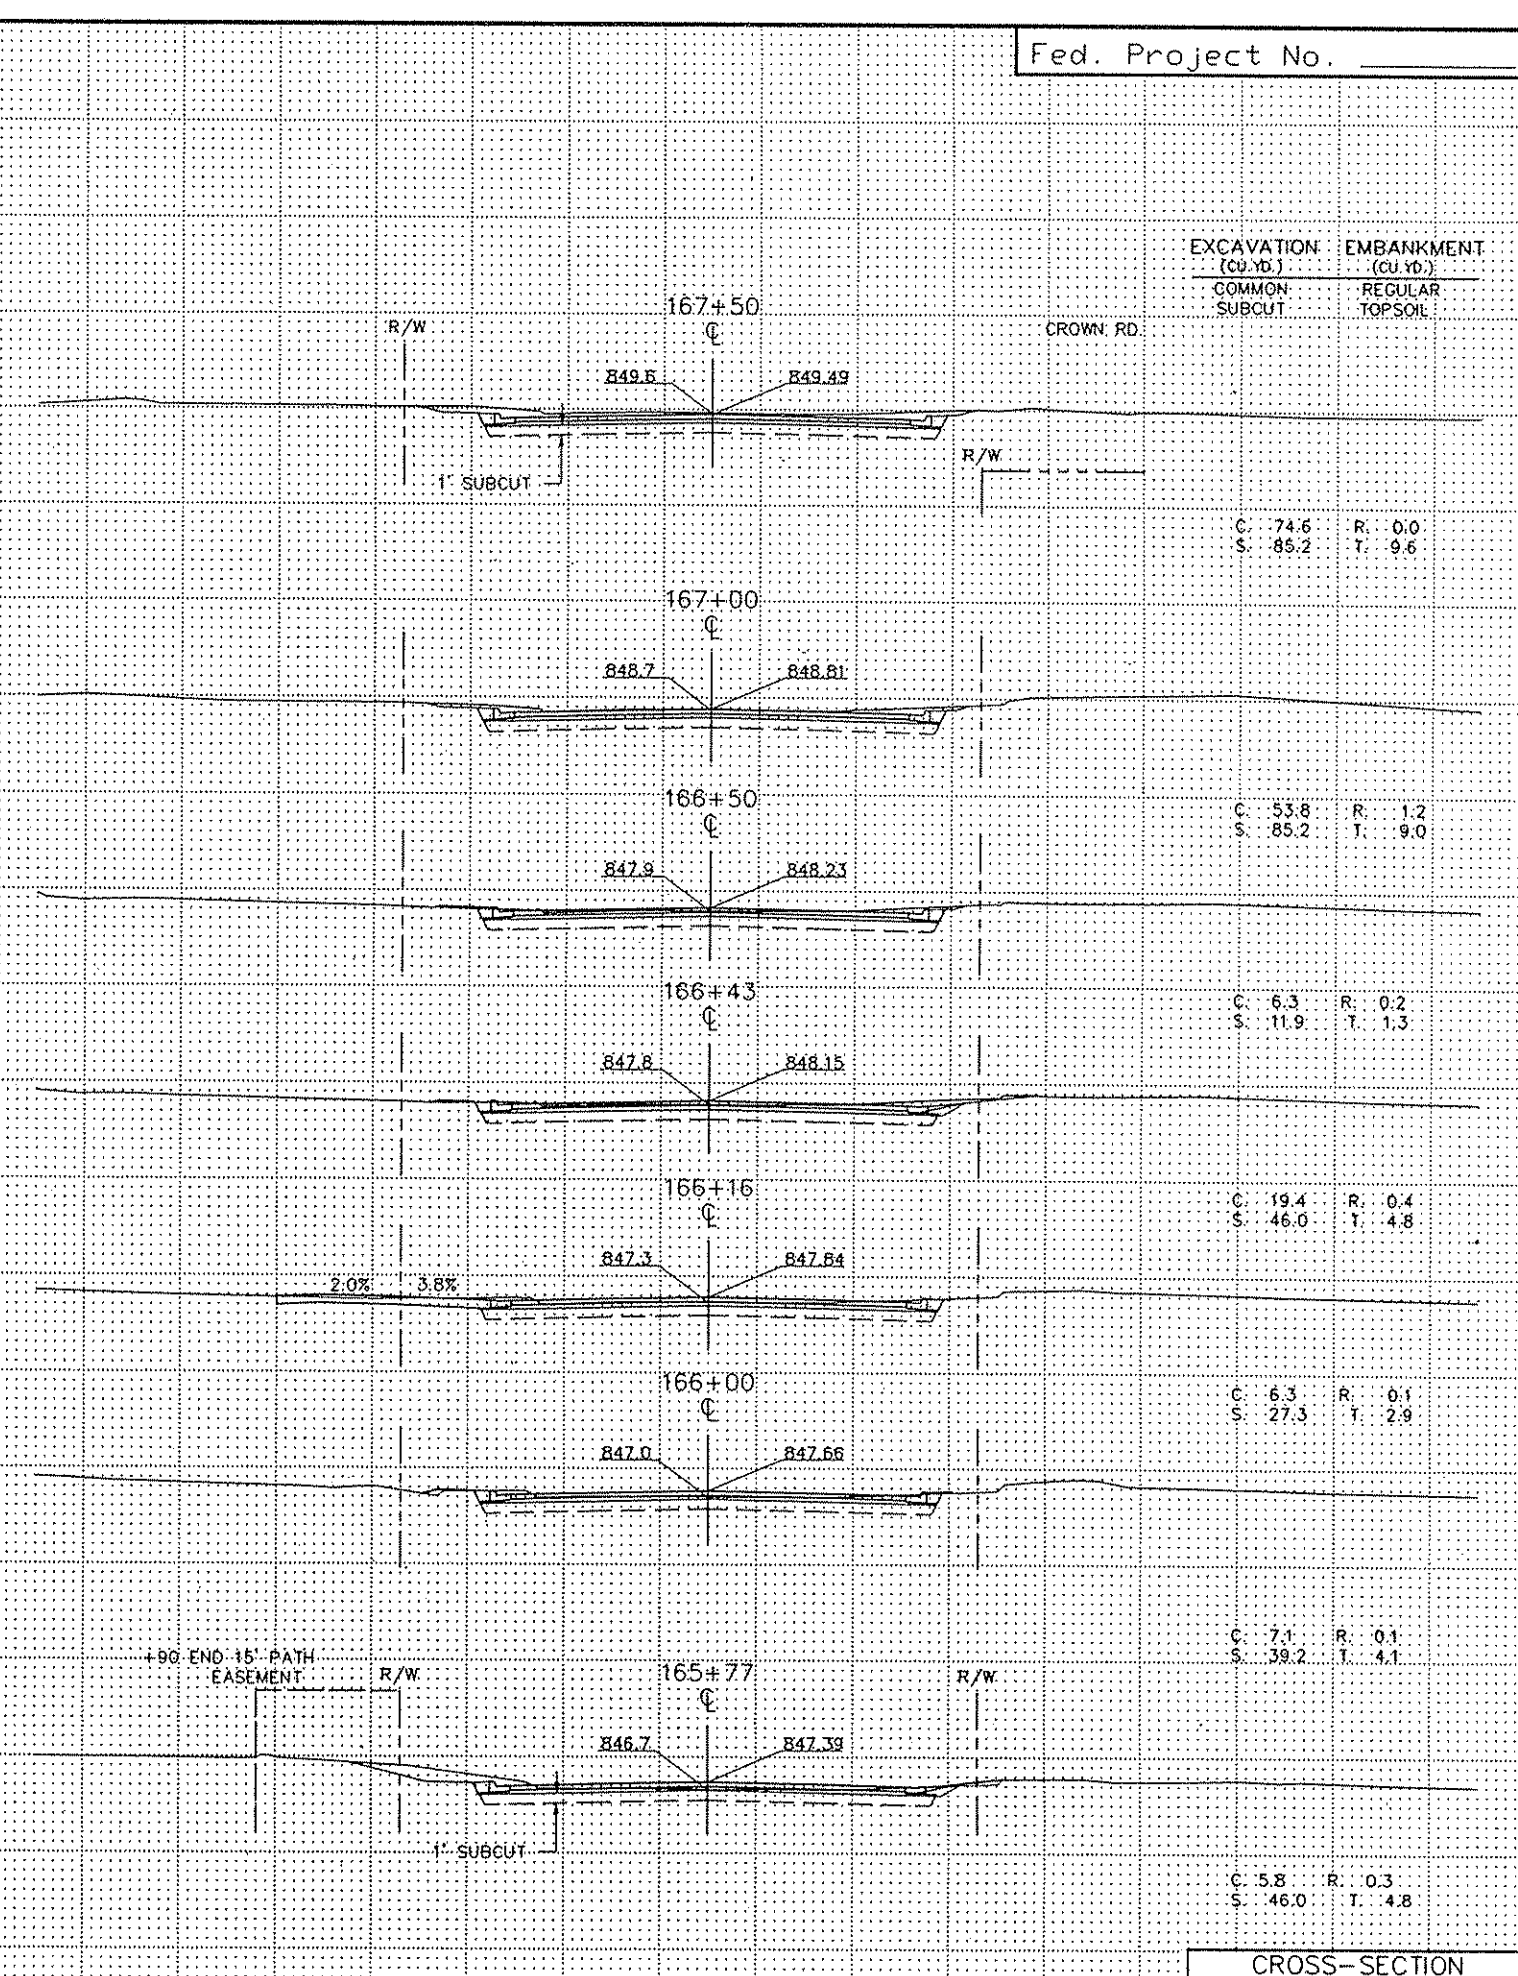 Fed. Project No.
EXCAVATION EMBANKMENT
(CU.YD.) (CU.YD.)
COMMON REGULAR
SUBCUT TOPSOIL
167+50
℄
R/W
CROWN RD.
849.6 849.49
R/W
1' SUBCUT
C. 74.6 R. 0.0
S. 85.2 T. 9.6
167+00
℄
848.7 848.81
166+50
℄
C. 53.8 R. 1.2
S. 85.2 T. 9.0
847.9 848.23
166+43
℄
C. 6.3 R. 0.2
S. 11.9 T. 1.3
847.8 848.15
166+16
℄
C. 19.4 R. 0.4
S. 46.0 T. 4.8
847.3 847.84
2.0% 3.8%
166+00
℄
C. 6.3 R. 0.1
S. 27.3 T. 2.9
847.0 847.66
C. 7.1 R. 0.1
S. 39.2 T. 4.1
+90 END 15' PATH
EASEMENT R/W 165+77 R/W
℄
846.7 847.39
1' SUBCUT
C. 5.8 R. 0.3
S. 46.0 T. 4.8
CROSS-SECTION